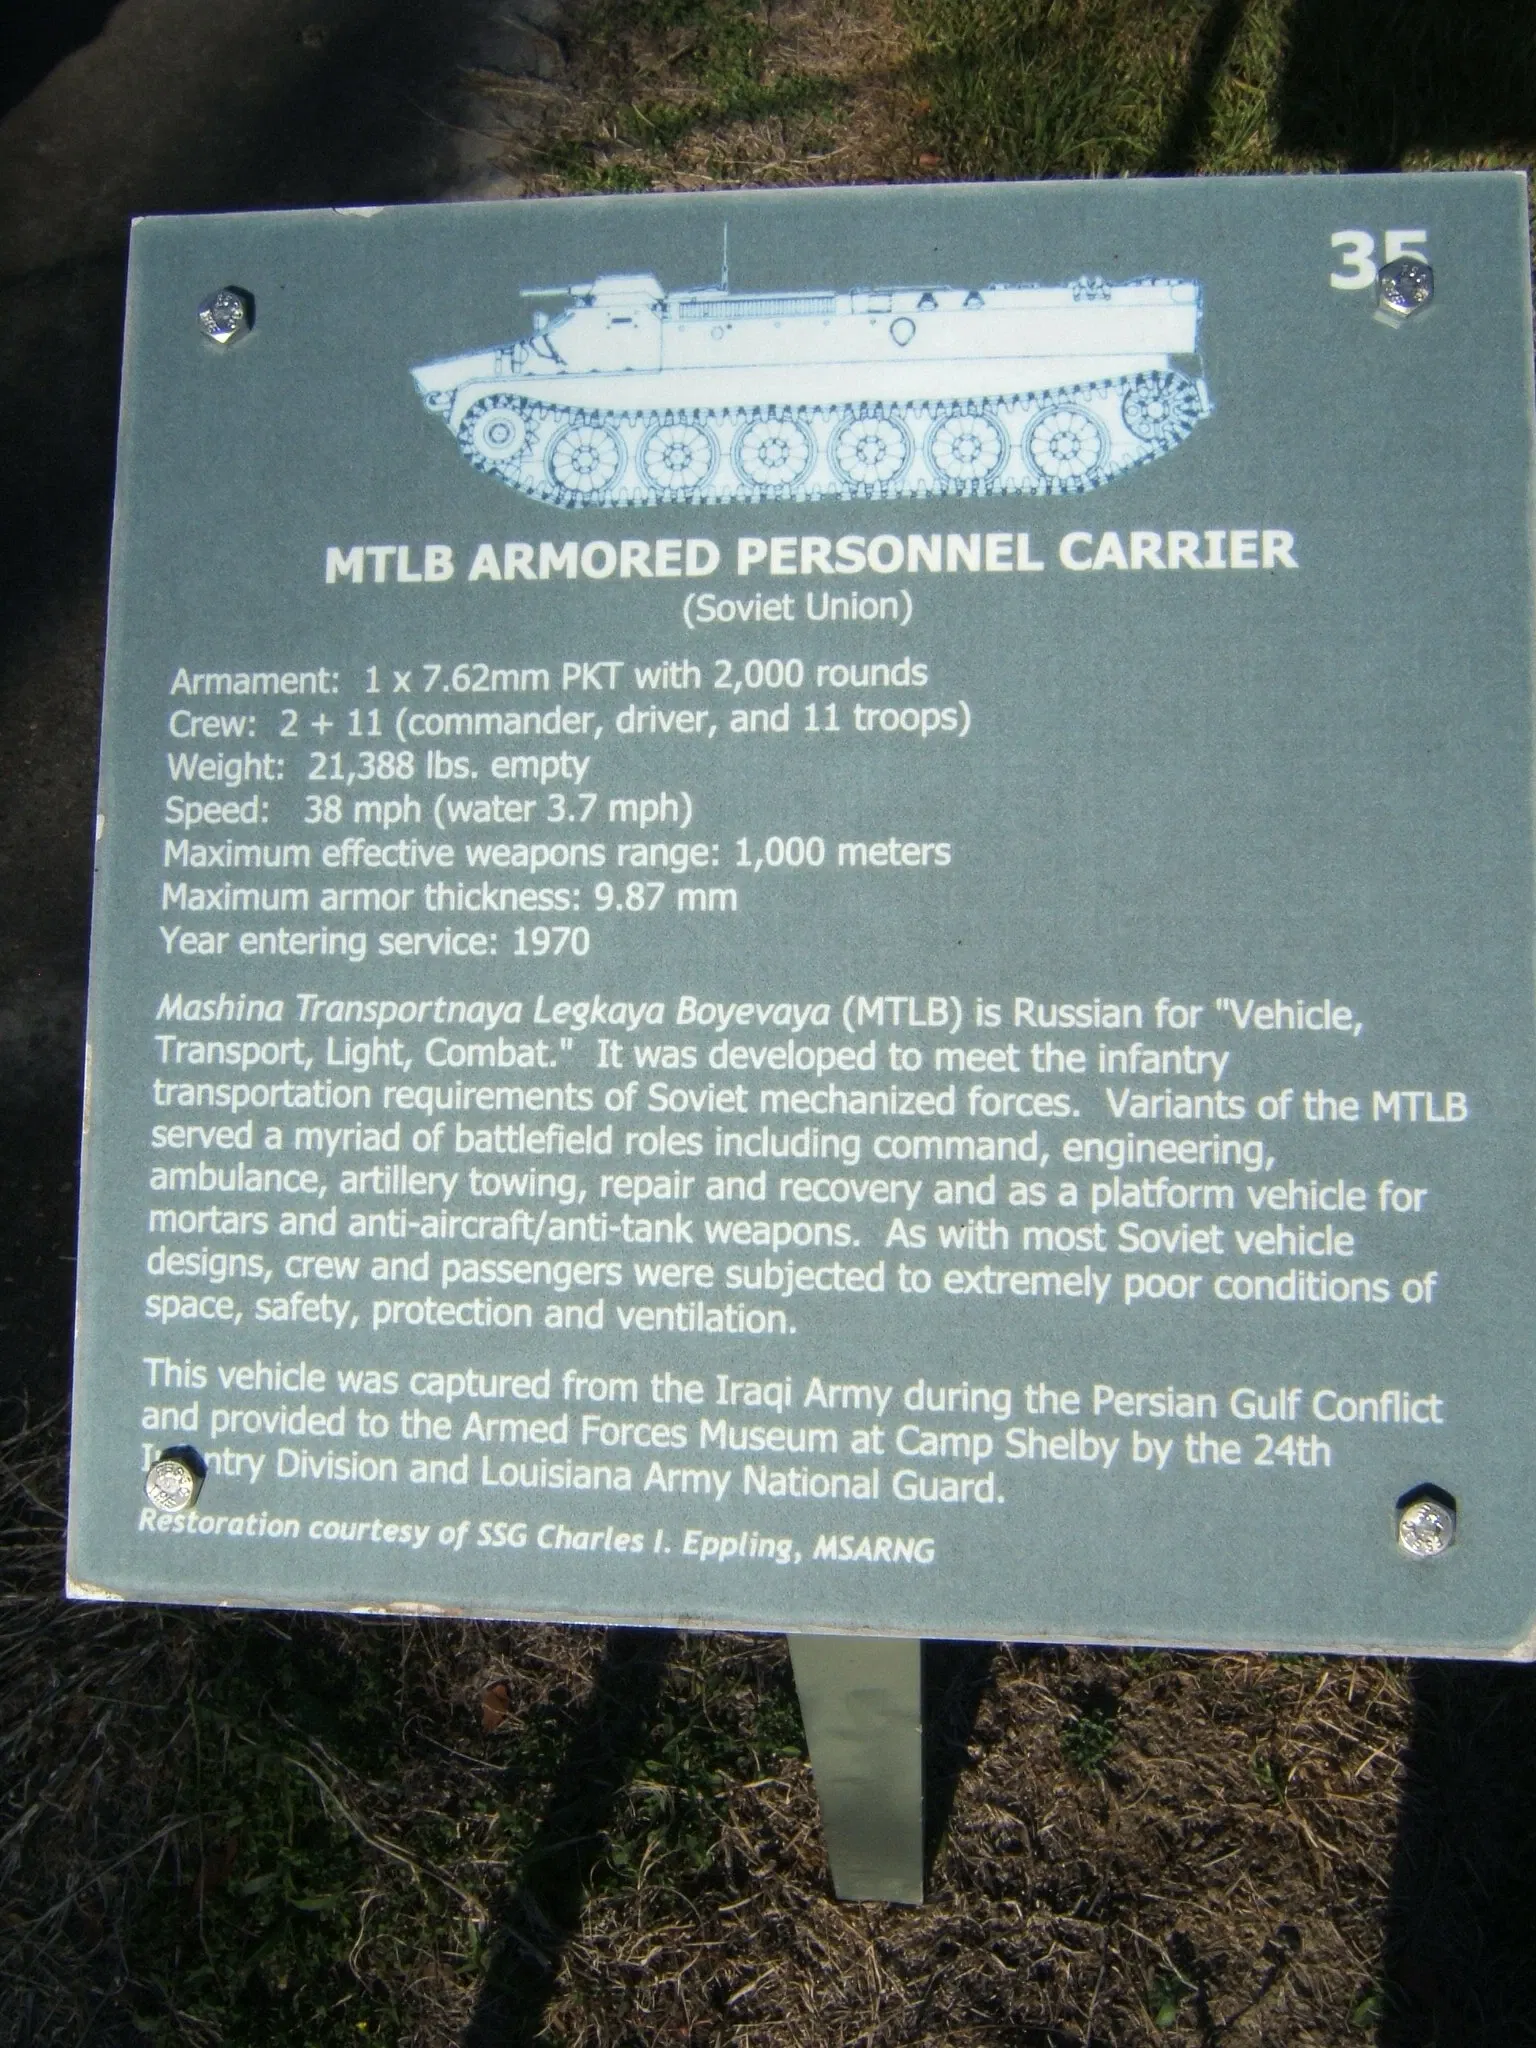 35
MTLB ARMORED PERSONNEL CARRIER
(Soviet Union)
Armament: 1 x 7.62mm PKT with 2,000 rounds
Crew: 2 + 11 (commander, driver, and 11 troops)
Weight: 21,388 lbs. empty
Speed: 38 mph (water 3.7 mph)
Maximum effective weapons range: 1,000 meters
Maximum armor thickness: 9.87 mm
Year entering service: 1970
Mashina Transportnaya Legkaya Boyevaya (MTLB) is Russian for "Vehicle,
Transport, Light, Combat." It was developed to meet the infantry
transportation requirements of Soviet mechanized forces. Variants of the MTLB
served a myriad of battlefield roles including command, engineering,
ambulance, artillery towing, repair and recovery and as a platform vehicle for
mortars and anti-aircraft/anti-tank weapons. As with most Soviet vehicle
designs, crew and passengers were subjected to extremely poor conditions of
space, safety, protection and ventilation.
This vehicle was captured from the Iraqi Army during the Persian Gulf Conflict
and provided to the Armed Forces Museum at Camp Shelby by the 24th
Infantry Division and Louisiana Army National Guard.
Restoration courtesy of SSG Charles I. Eppling, MSARNG